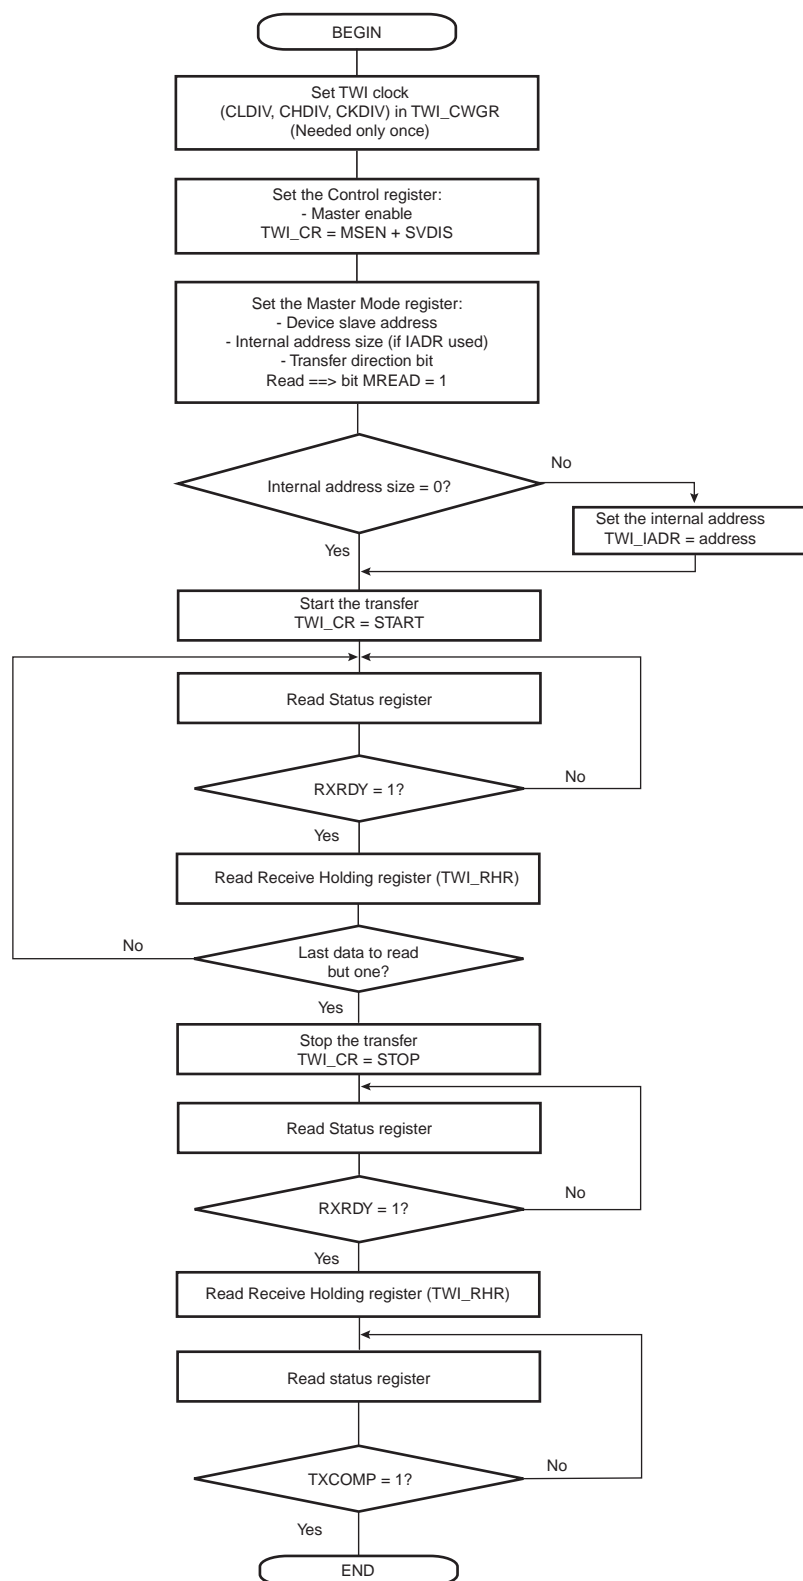 BEGIN
Set TWI clock
(CLDIV, CHDIV, CKDIV) in TWI_CWGR
(Needed only once)
Set the Control register:
- Master enable
TWI_CR = MSEN + SVDIS
Set the Master Mode register:
- Device slave address
- Internal address size (if IADR used)
- Transfer direction bit
Read ==> bit MREAD = 1
Internal address size = 0?
No
Set the internal address
TWI_IADR = address
Yes
Start the transfer
TWI_CR = START
Read Status register
RXRDY = 1?
No
Yes
Read Receive Holding register (TWI_RHR)
No
Last data to read
but one?
Yes
Stop the transfer
TWI_CR = STOP
Read Status register
RXRDY = 1?
No
Yes
Read Receive Holding register (TWI_RHR)
Read status register
TXCOMP = 1?
No
Yes
END